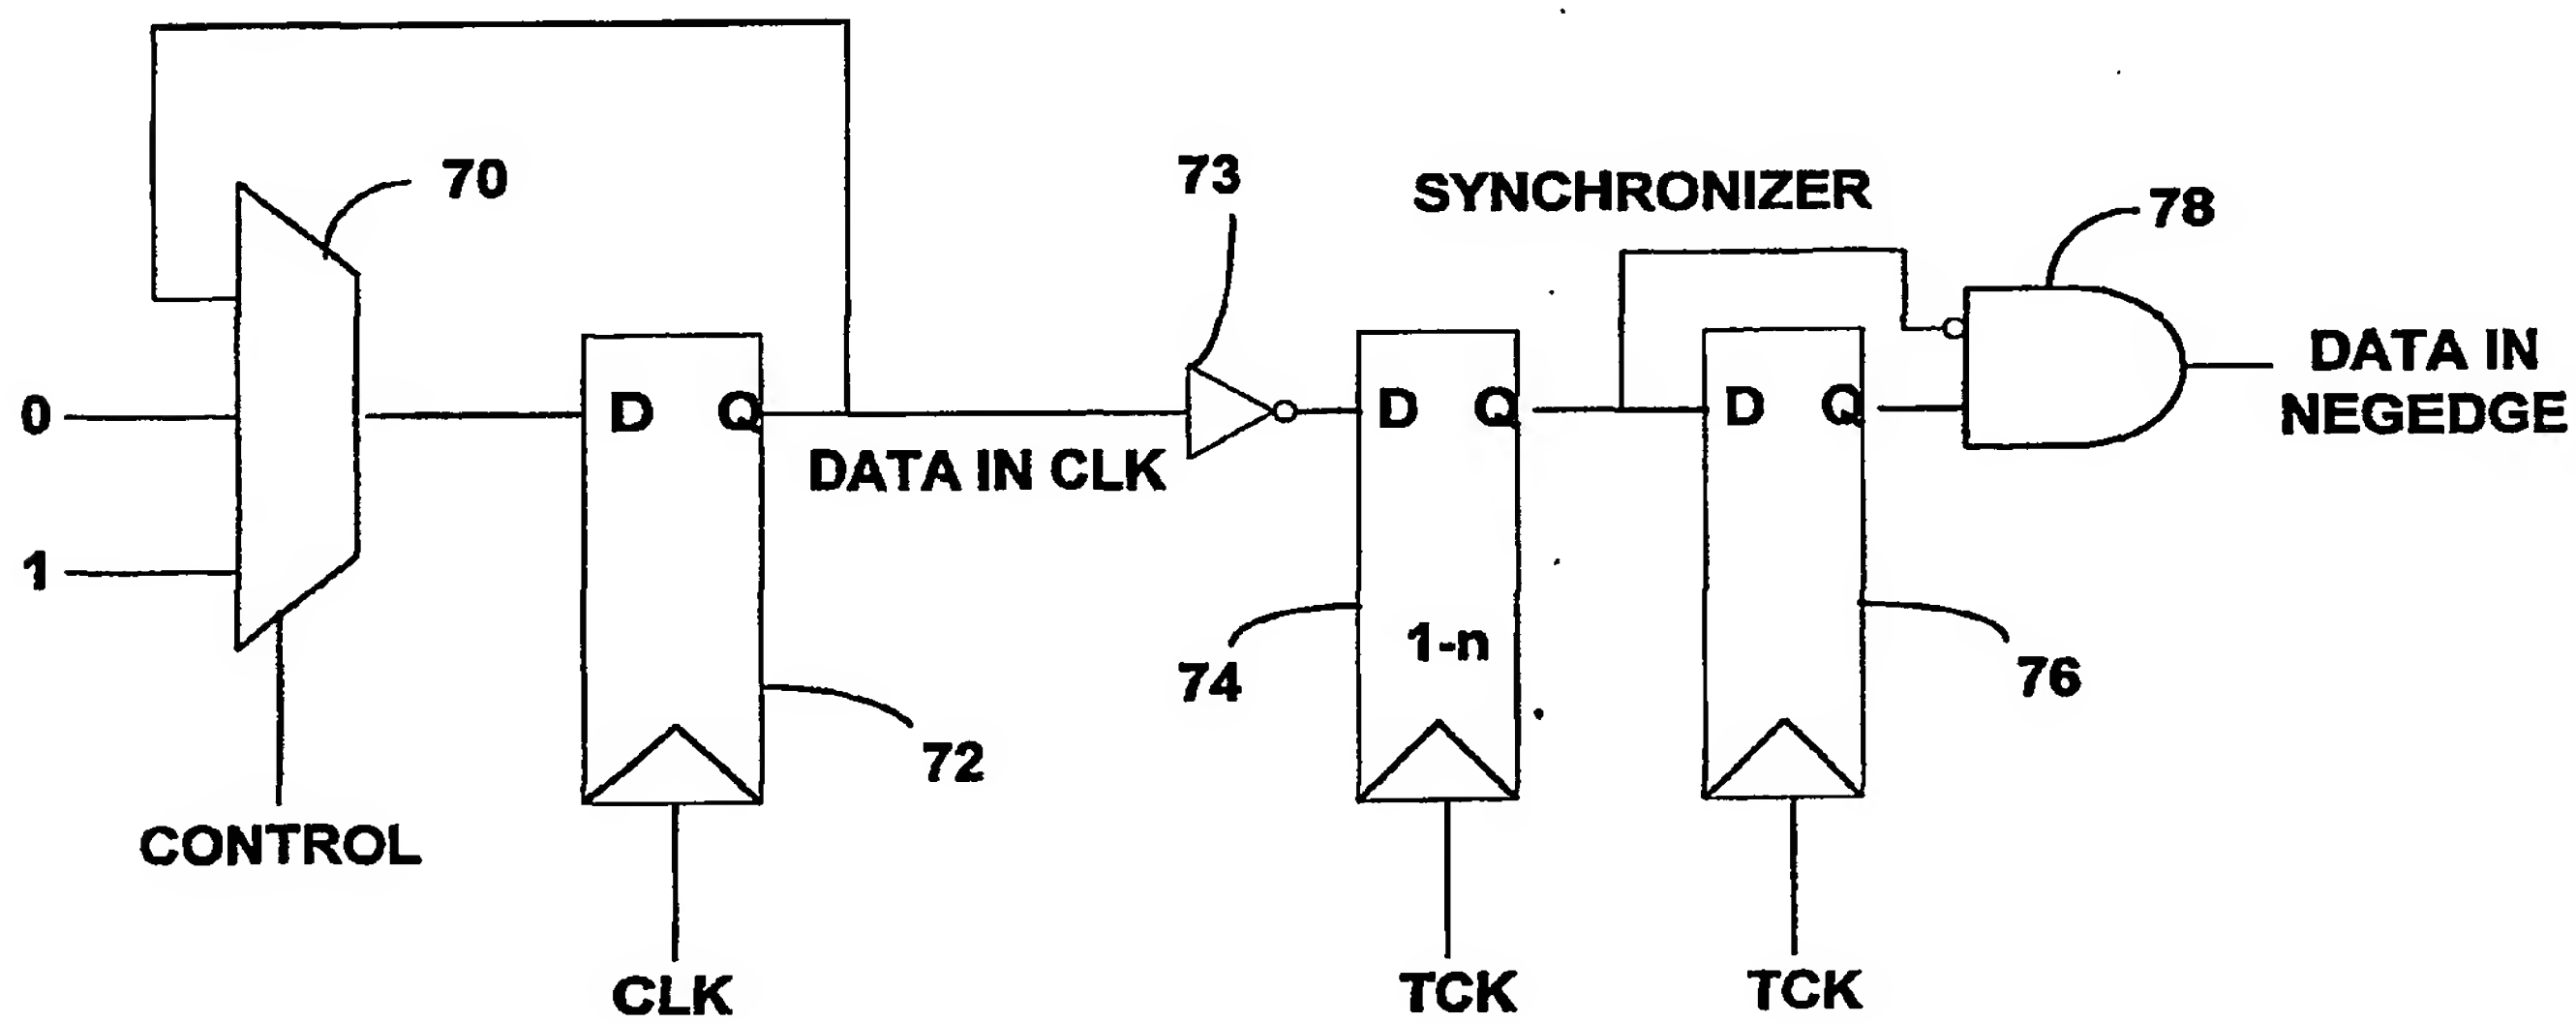 70
73
SYNCHRONIZER
78
0
D Q
D Q
D Q
DATA IN
NEGEDGE
DATA IN CLK
1
1-n
74
76
72
CONTROL
CLK
TCK
TCK